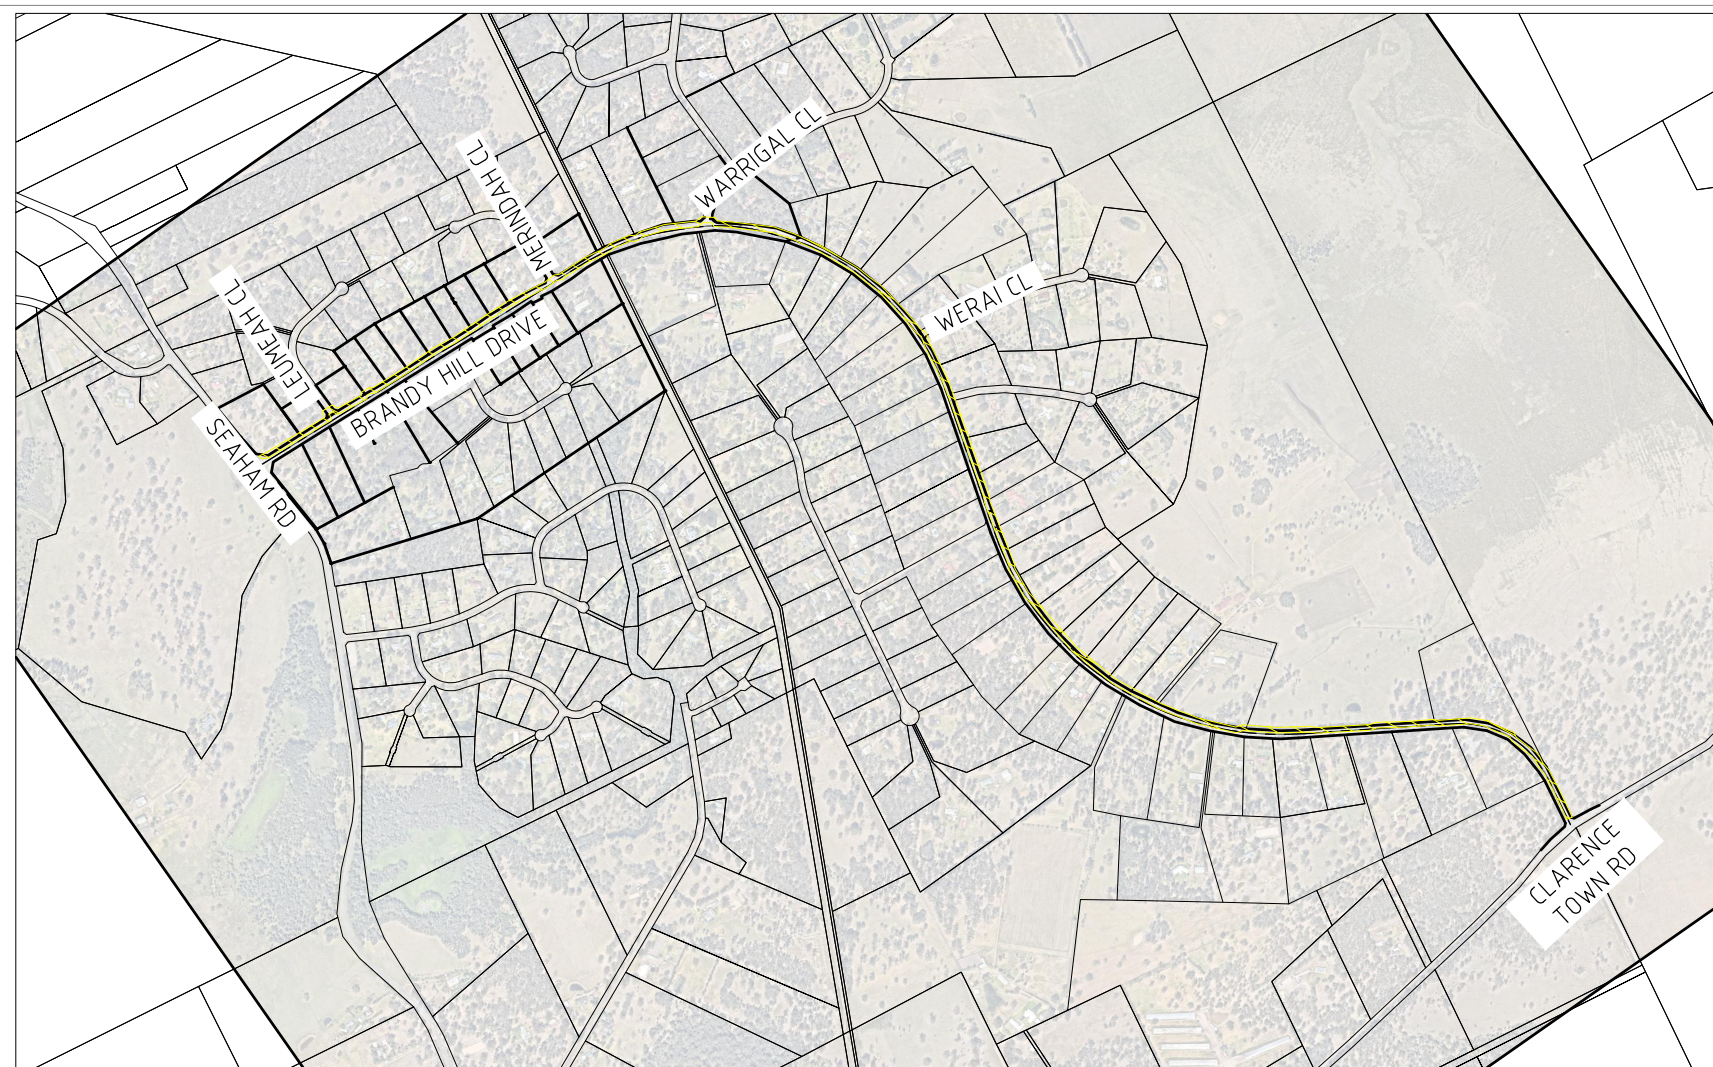 WARRIGAL CL
MERINDAH CL
LEUMEAH CL
WERAI CL
BRANDY HILL DRIVE
SEAHAM RD
CLARENCE
TOWN RD